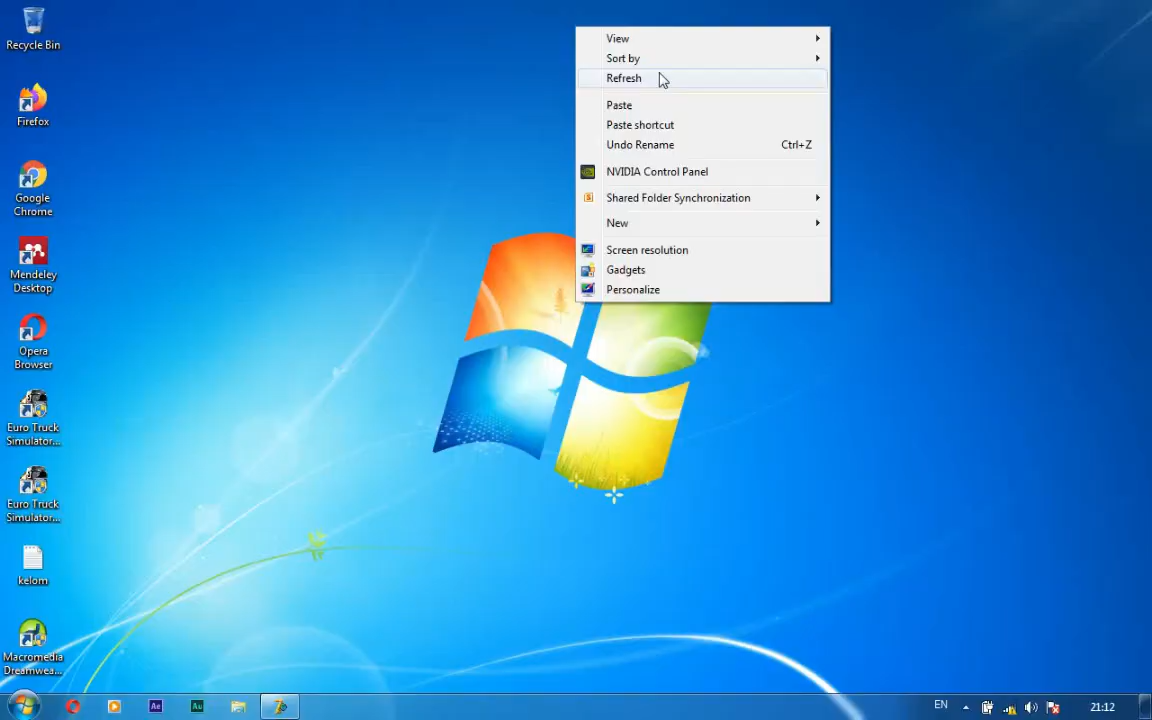 Recycle Bin
Firefox
Google
Chrome
Mendeley
Desktop
Opera
Browser
Euro Truck
Simulator...
Euro Truck
Simulator...
kelom
Macromedia
Dreamwea...
View
Sort by
Refresh
Paste
Paste shortcut
Undo Rename Ctrl+Z
NVIDIA Control Panel
Shared Folder Synchronization
New
Screen resolution
Gadgets
Personalize
Ae
Au
EN
21:12